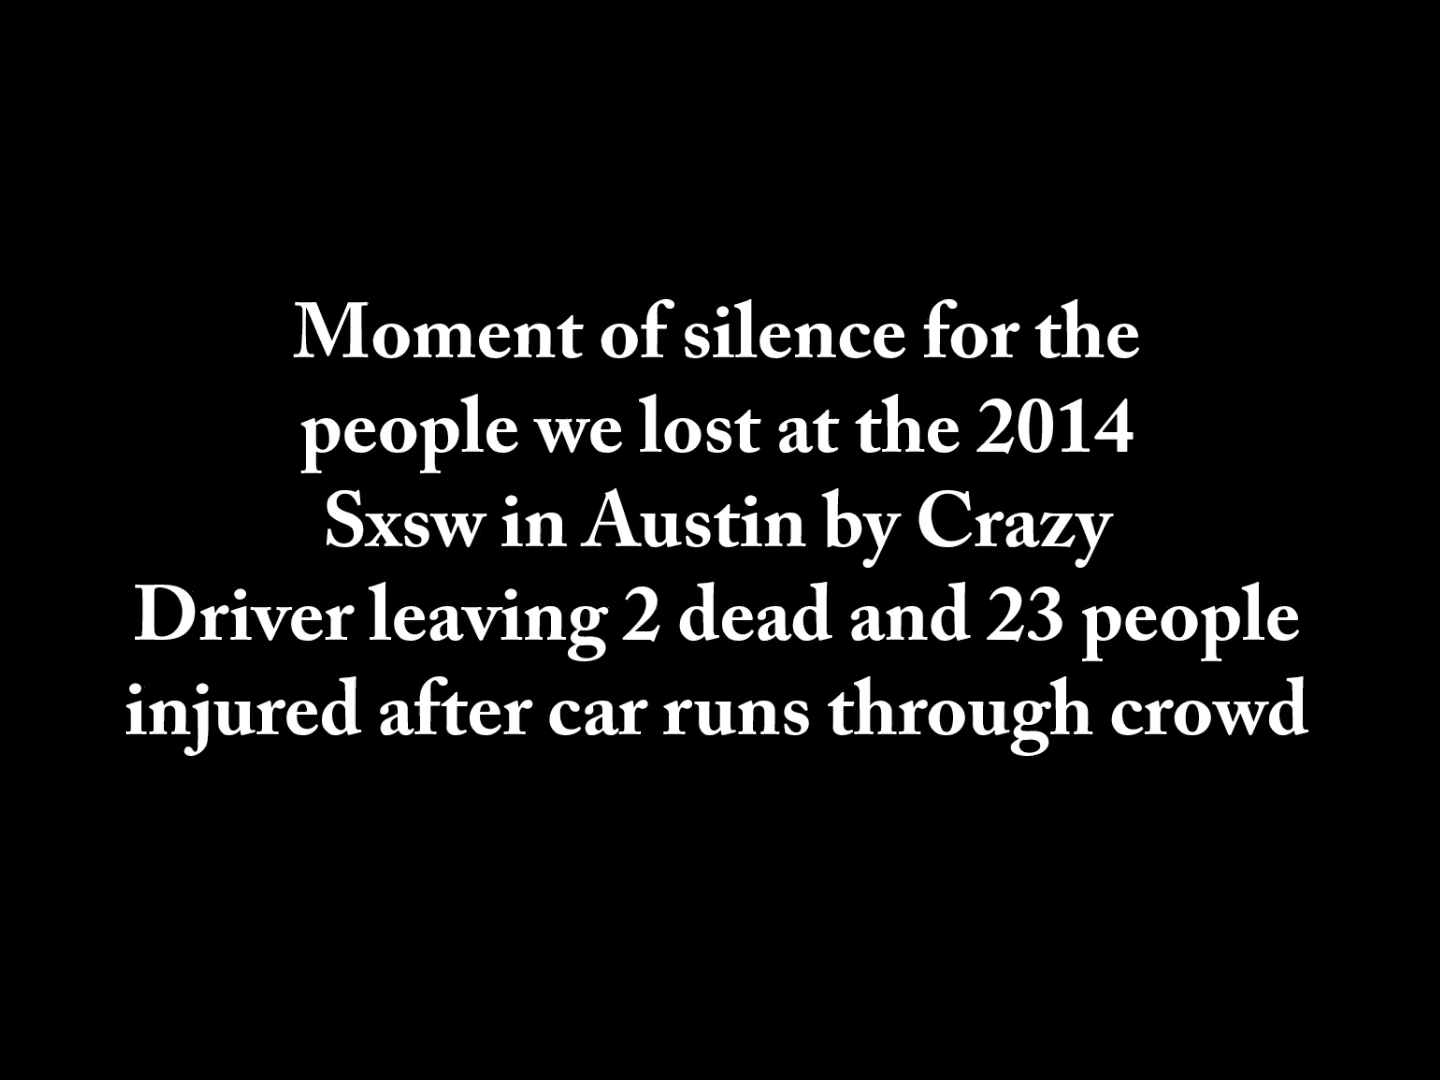 Moment of silence for the
people we lost at the 2014
Sxsw in Austin by Crazy
Driver leaving 2 dead and 23 people
injured after car runs through crowd